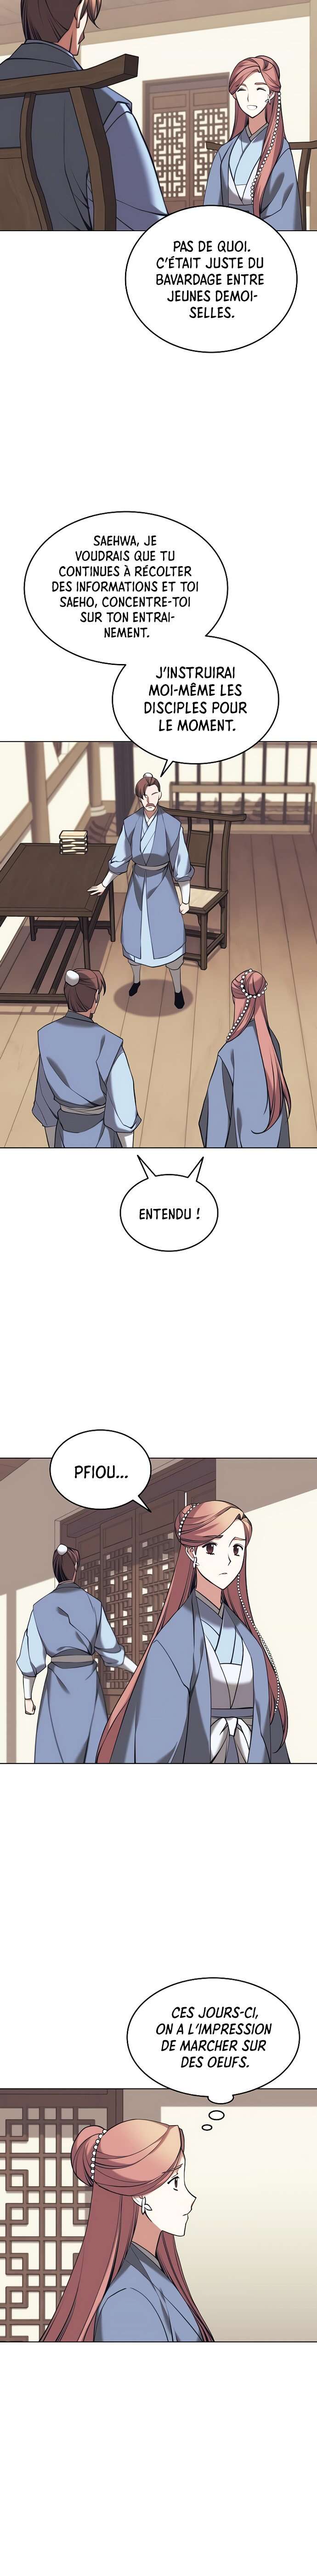 PAS DE QUOI.
C'ÉTAIT JUSTE DU
BAVARDAGE ENTRE
JEUNES DEMOI-
SELLES.
SAEHWA, JE
VOUDRAIS QUE TU
CONTINUES À RÉCOLTER
DES INFORMATIONS ET TOI
SAEHO, CONCENTRE-TOI
SUR TON ENTRAI-
NEMENT.
J'INSTRUIRAI
MOI-MÊME LES
DISCIPLES POUR
LE MOMENT.
ENTENDU !
PFIOU...
CES JOURS-CI,
ON A L'IMPRESSION
DE MARCHER SUR
DES OEUFS.